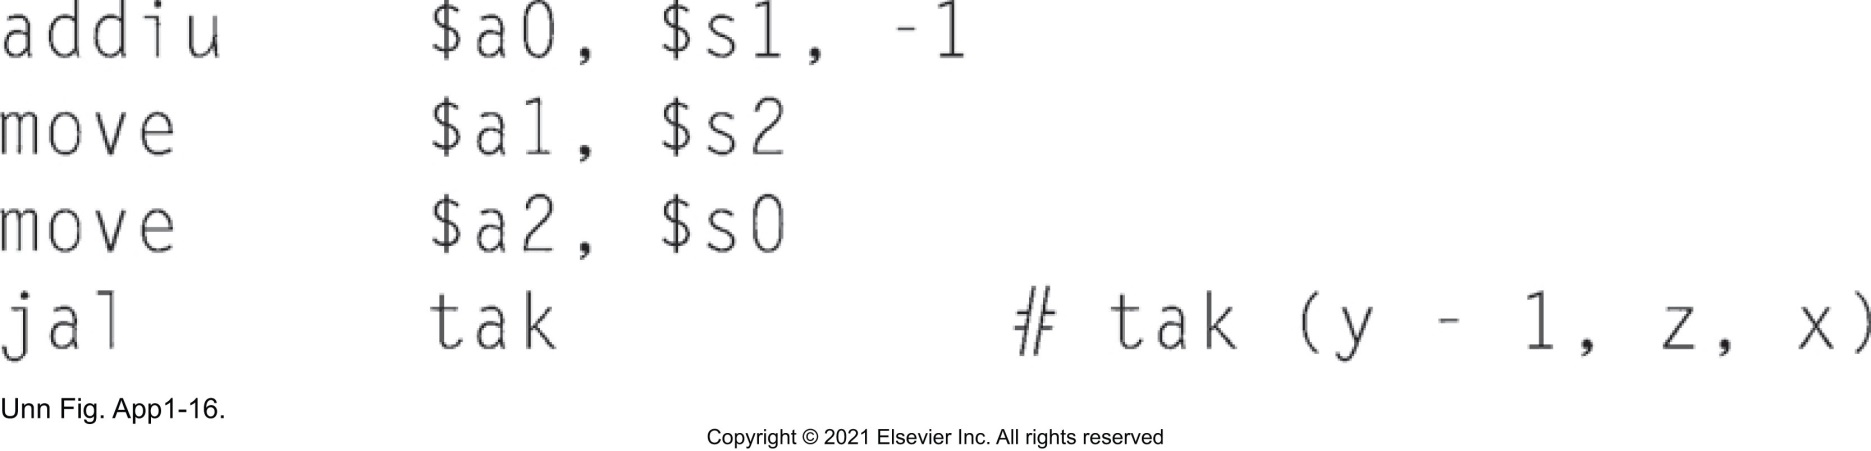 addiu $a0, $s1, -1
move $a1, $s2
move $a2, $s0
jal tak # tak (y - 1, z, x)
Unn Fig. App1-16.
Copyright © 2021 Elsevier Inc. All rights reserved